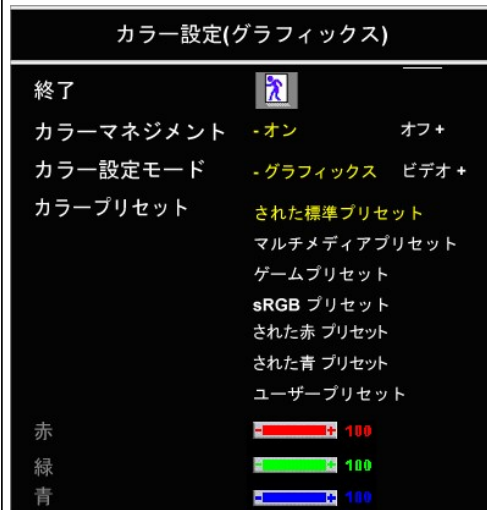 カラー設定(グラフィックス)
終了
カラーマネジメント - オン オフ +
カラー設定モード - グラフィックス ビデオ +
カラープリセット された標準プリセット
マルチメディアプリセット
ゲームプリセット
sRGB プリセット
された赤 プリセット
された青 プリセット
ユーザープリセット
赤 - + 100
緑 - + 100
青 - + 100